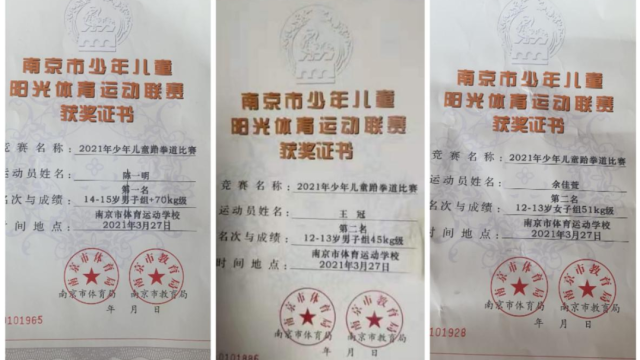 南京市少年儿童
阳光体育运动联赛
获奖证书
竞赛名称：2021年少年儿童跆拳道比赛
运动员姓名：陈一明
名次与成绩：第一名
14-15岁男子组+70kg级
时间地点：南京市体育运动学校
2021年3月27日
南京市体育局 南京市教育局
年 月 日
0101965
南京市少年儿童
阳光体育运动联赛
获奖证书
竞赛名称：2021年少年儿童跆拳道比赛
运动员姓名：王冠
名次与成绩：第二名
12-13岁男子组45kg级
时间地点：南京市体育运动学校
2021年3月27日
南京市体育局 南京市教育局
年 月 日
南京市少年儿童
阳光体育运动联赛
获奖证书
竞赛名称：2021年少年儿童跆拳道比赛
运动员姓名：余佳萱
名次与成绩：第二名
12-13岁女子组51kg级
时间地点：南京市体育运动学校
2021年3月27日
南京市体育局 南京市教育局
年 月 日
0101928